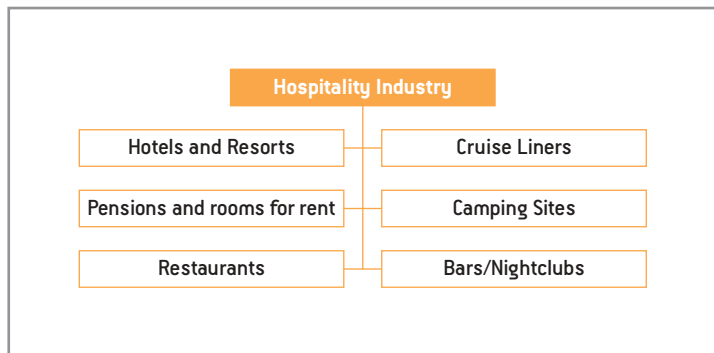 Hospitality Industry
Hotels and Resorts
Cruise Liners
Pensions and rooms for rent
Camping Sites
Restaurants
Bars/Nightclubs